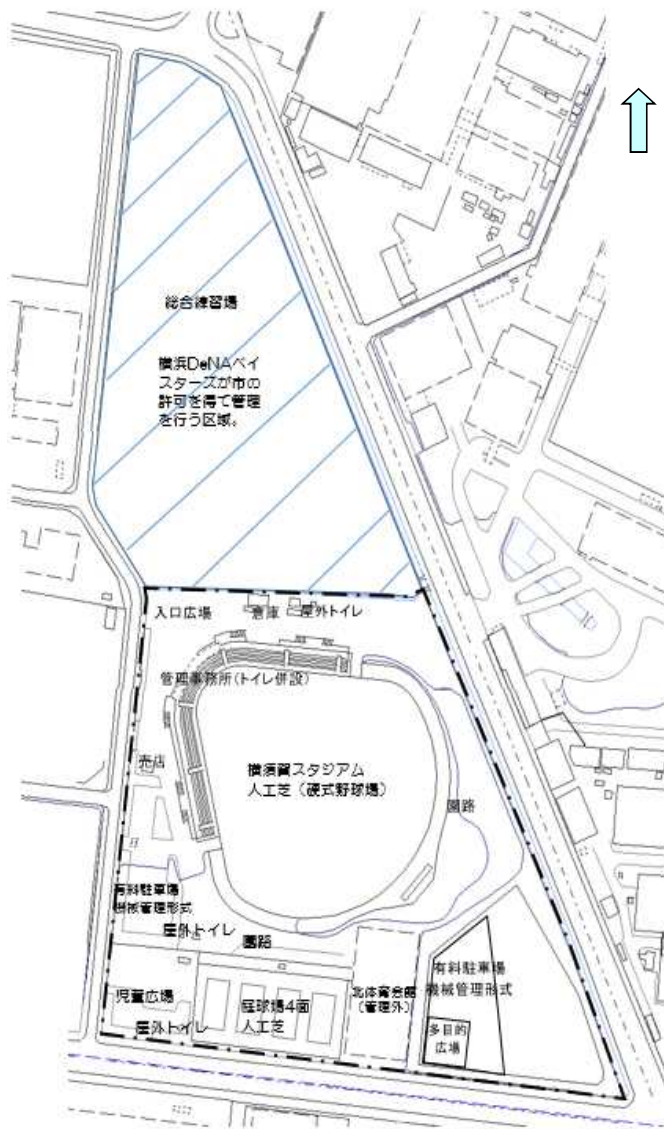 総合練習場
横浜DeNAベイ
スターズが市の
許可を得て管理
を行う区域。
入口広場
倉庫
屋外トイレ
管理事務所(トイレ併設)
横須賀スタジアム
人工芝（硬式野球場）
売店
園路
有料駐車場
機械管理形式
屋外トイレ
園路
児童広場
屋外トイレ
庭球場4面
人工芝
北体育会館
(管理外)
有料駐車場
機械管理形式
多目的
広場